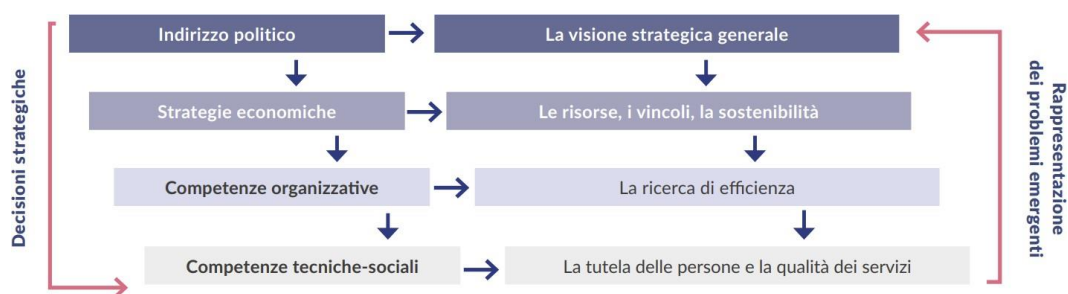 Decisioni strategiche
Indirizzo politico
La visione strategica generale
Strategie economiche
Le risorse, i vincoli, la sostenibilità
Competenze organizzative
La ricerca di efficienza
Competenze tecniche-sociali
La tutela delle persone e la qualità dei servizi
Rappresentazione
dei problemi emergenti